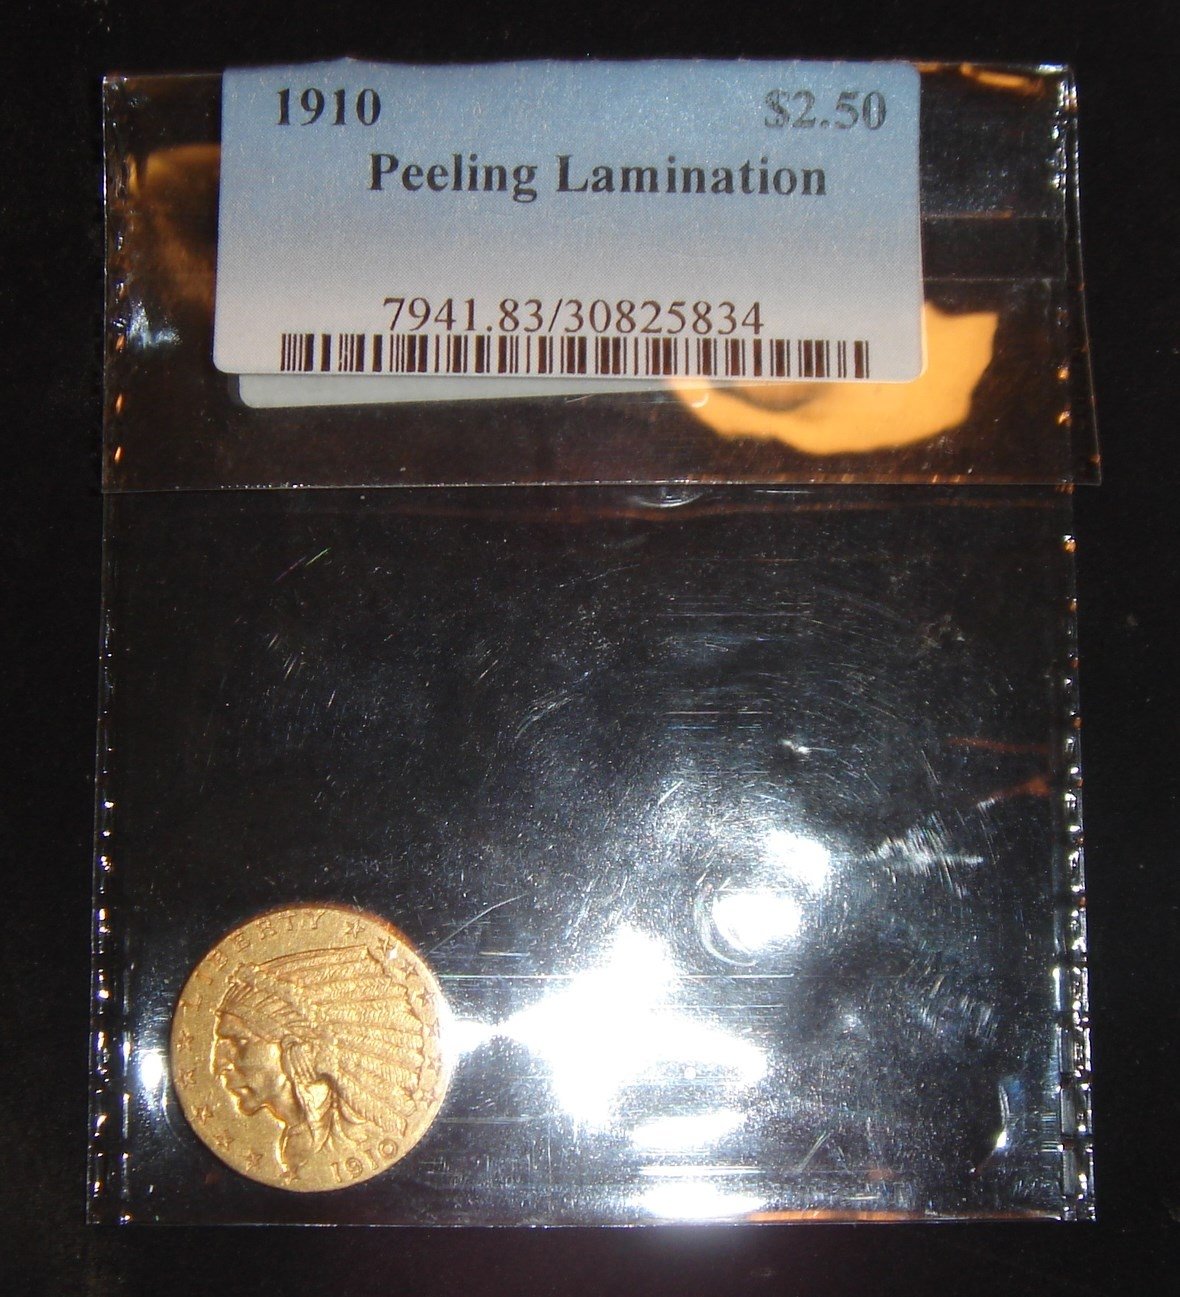 1910 $2.50
Peeling Lamination
7941.83/30825834
LIBERTY
1910